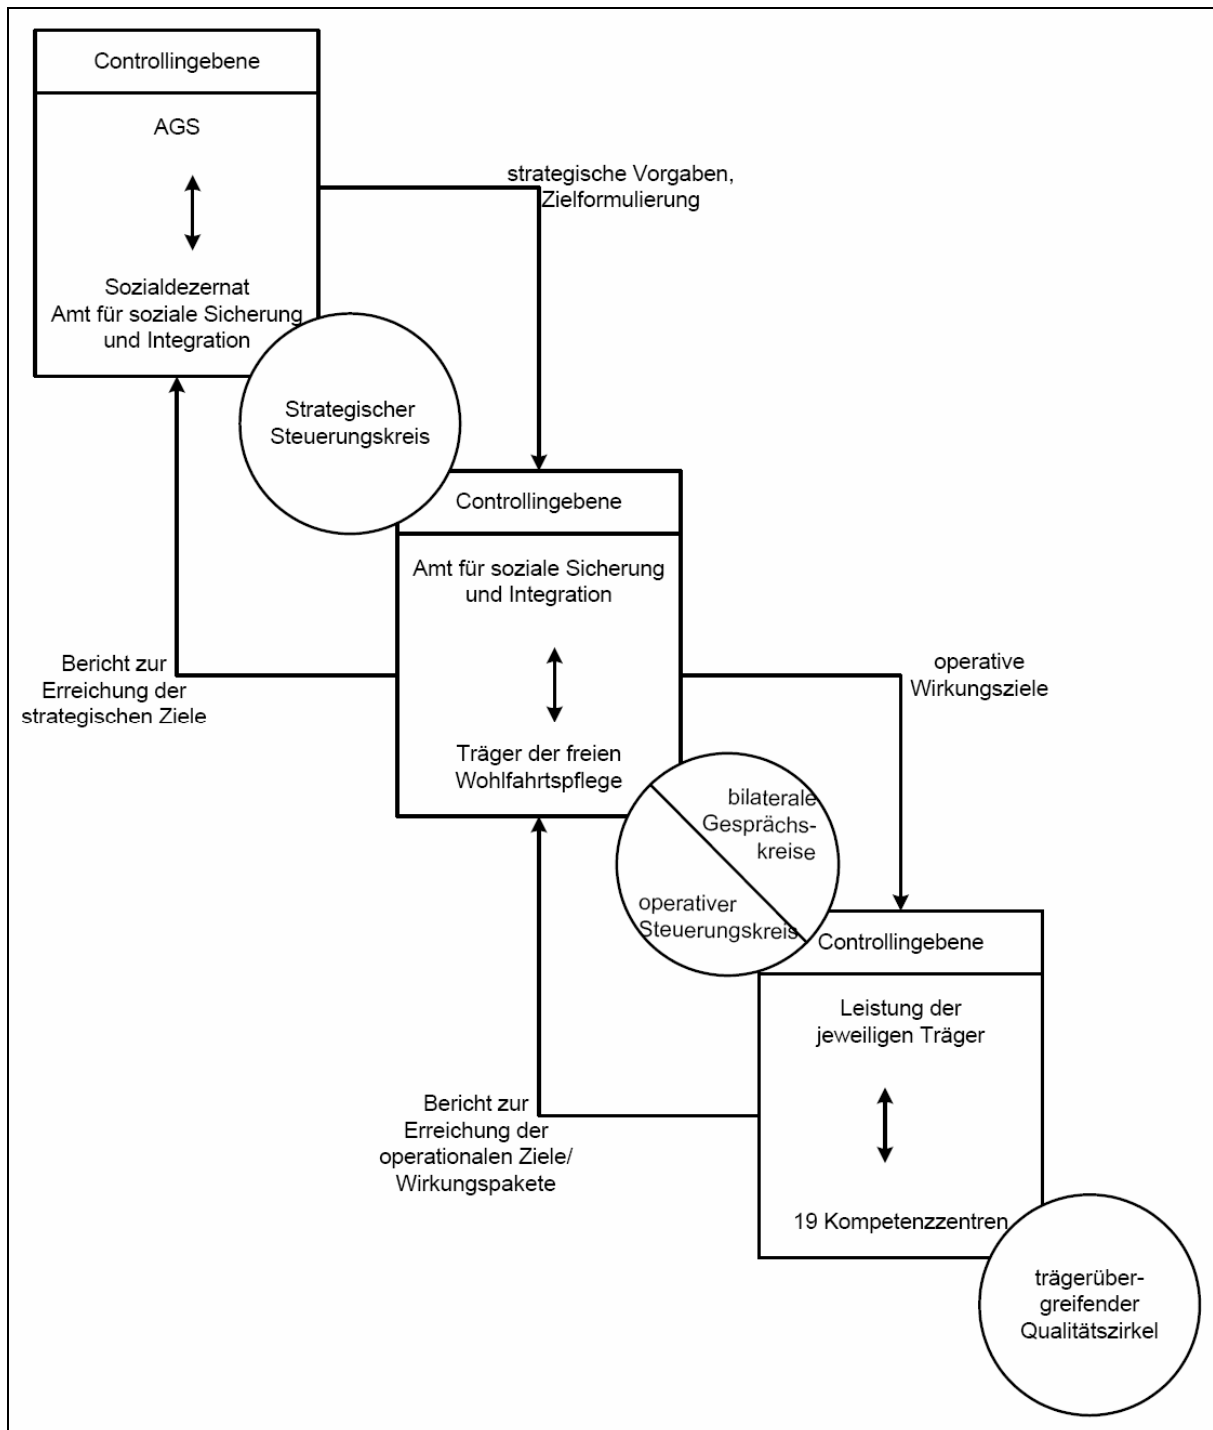 Controllingebene
AGS
Sozialdezernat
Amt für soziale Sicherung
und Integration
strategische Vorgaben,
Zielformulierung
Strategischer
Steuerungskreis
Controllingebene
Amt für soziale Sicherung
und Integration
Träger der freien
Wohlfahrtspflege
Bericht zur
Erreichung der
strategischen Ziele
operative
Wirkungsziele
bilaterale
Gesprächs-
kreise
operativer
Steuerungskreis
Controllingebene
Leistung der
jeweiligen Träger
19 Kompetenzzentren
Bericht zur
Erreichung der
operationalen Ziele/
Wirkungspakete
trägerüber-
greifender
Qualitätszirkel